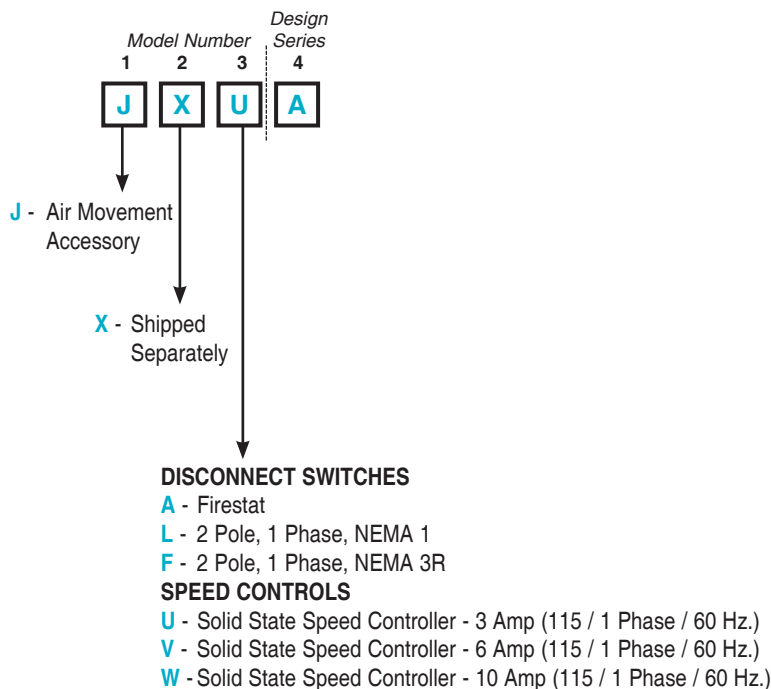 Design
Model Number Series
1 2 3 4
J X U A
J - Air Movement
Accessory
X - Shipped
Separately
DISCONNECT SWITCHES
A - Firestat
L - 2 Pole, 1 Phase, NEMA 1
F - 2 Pole, 1 Phase, NEMA 3R
SPEED CONTROLS
U - Solid State Speed Controller - 3 Amp (115 / 1 Phase / 60 Hz.)
V - Solid State Speed Controller - 6 Amp (115 / 1 Phase / 60 Hz.)
W - Solid State Speed Controller - 10 Amp (115 / 1 Phase / 60 Hz.)